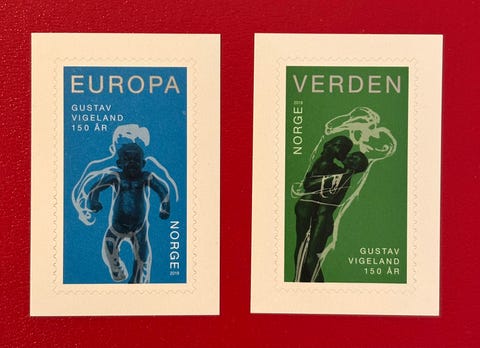 EUROPA
GUSTAV
VIGELAND
150 ÅR
NORGE 2019
VERDEN
NORGE 2019
GUSTAV
VIGELAND
150 ÅR